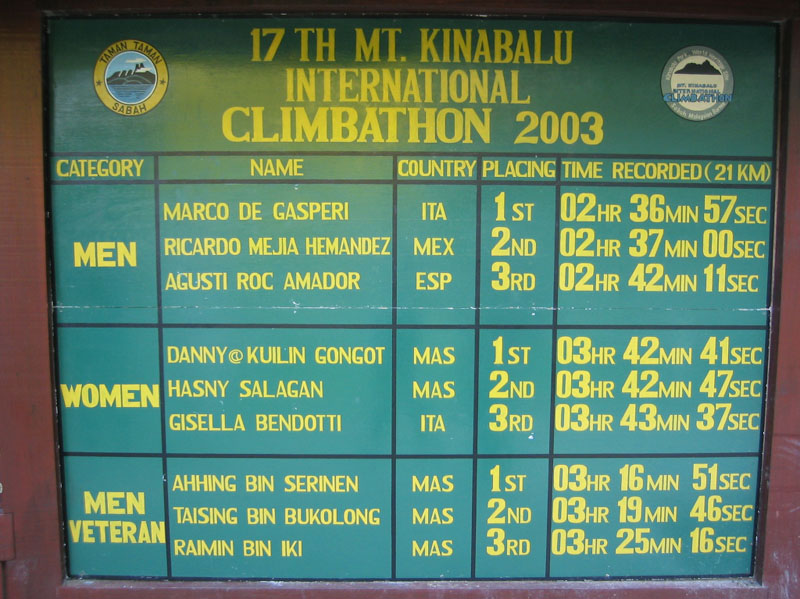 17 TH MT. KINABALU
INTERNATIONAL
CLIMBATHON 2003
TAMAN TAMAN
SABAH
MT. KINABALU
INTERNATIONAL
CLIMBATHON
CATEGORY NAME COUNTRY PLACING TIME RECORDED (21 KM)
MEN
MARCO DE GASPERI ITA 1ST 02HR 36MIN 57SEC
RICARDO MEJIA HEMANDEZ MEX 2ND 02HR 37MIN 00SEC
AGUSTI ROC AMADOR ESP 3RD 02HR 42MIN 11SEC
WOMEN
DANNY@KUILIN GONGOT MAS 1ST 03HR 42MIN 41SEC
HASNY SALAGAN MAS 2ND 03HR 42MIN 47SEC
GISELLA BENDOTTI ITA 3RD 03HR 43MIN 37SEC
MEN
VETERAN
AHHING BIN SERINEN MAS 1ST 03HR 16MIN 51SEC
TAISING BIN BUKOLONG MAS 2ND 03HR 19MIN 46SEC
RAIMIN BIN IKI MAS 3RD 03HR 25MIN 16SEC